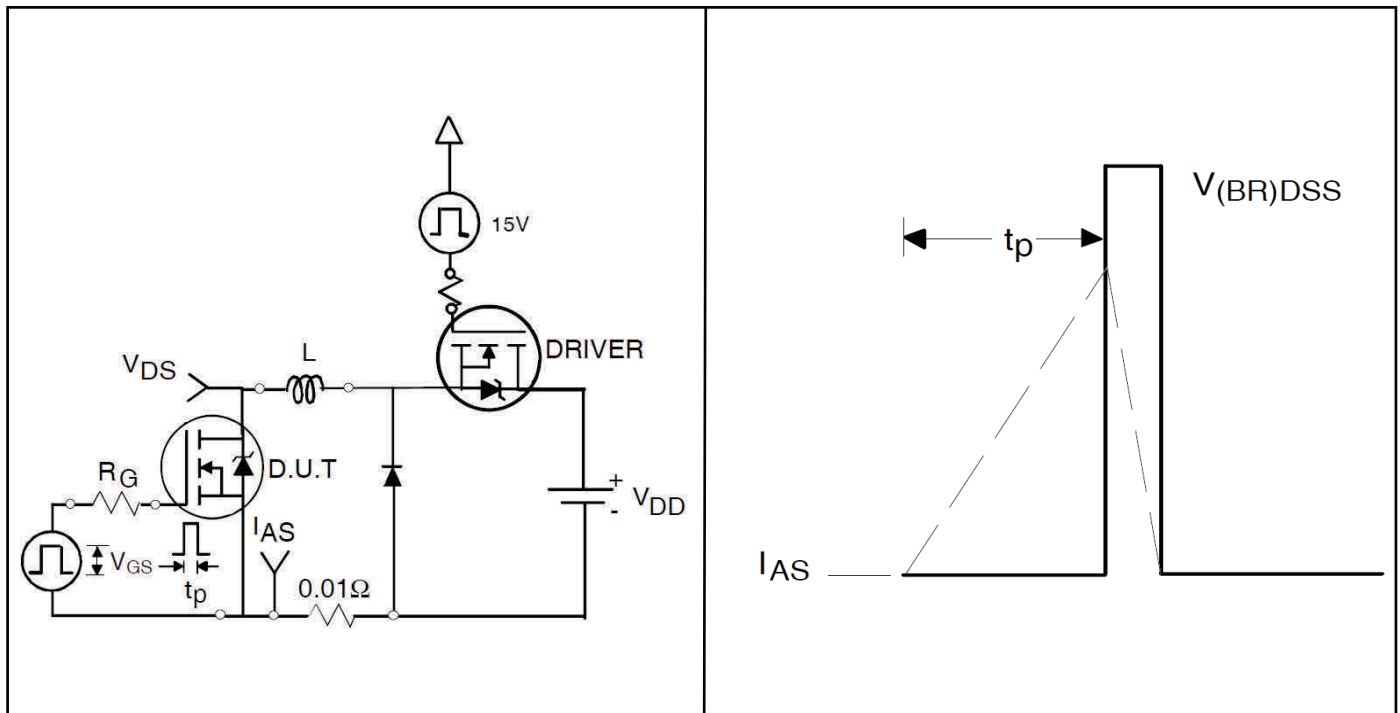 15V
DRIVER
L
VDS
D.U.T
RG
IAS
+
VDD
-
VGS
tp
0.01Ω
V(BR)DSS
tp
IAS